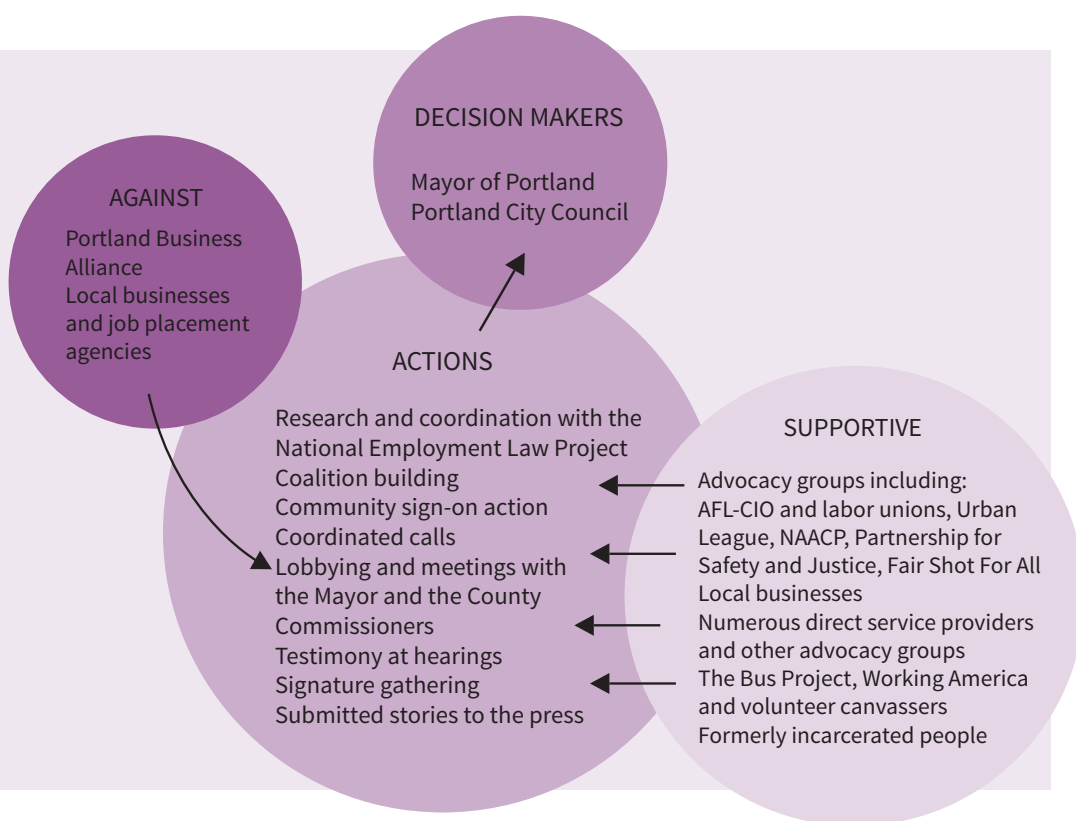 DECISION MAKERS
Mayor of Portland
Portland City Council
AGAINST
Portland Business
Alliance
Local businesses
and job placement
agencies
ACTIONS
Research and coordination with the
National Employment Law Project
Coalition building
Community sign-on action
Coordinated calls
Lobbying and meetings with
the Mayor and the County
Commissioners
Testimony at hearings
Signature gathering
Submitted stories to the press
SUPPORTIVE
Advocacy groups including:
AFL-CIO and labor unions, Urban
League, NAACP, Partnership for
Safety and Justice, Fair Shot For All
Local businesses
Numerous direct service providers
and other advocacy groups
The Bus Project, Working America
and volunteer canvassers
Formerly incarcerated people